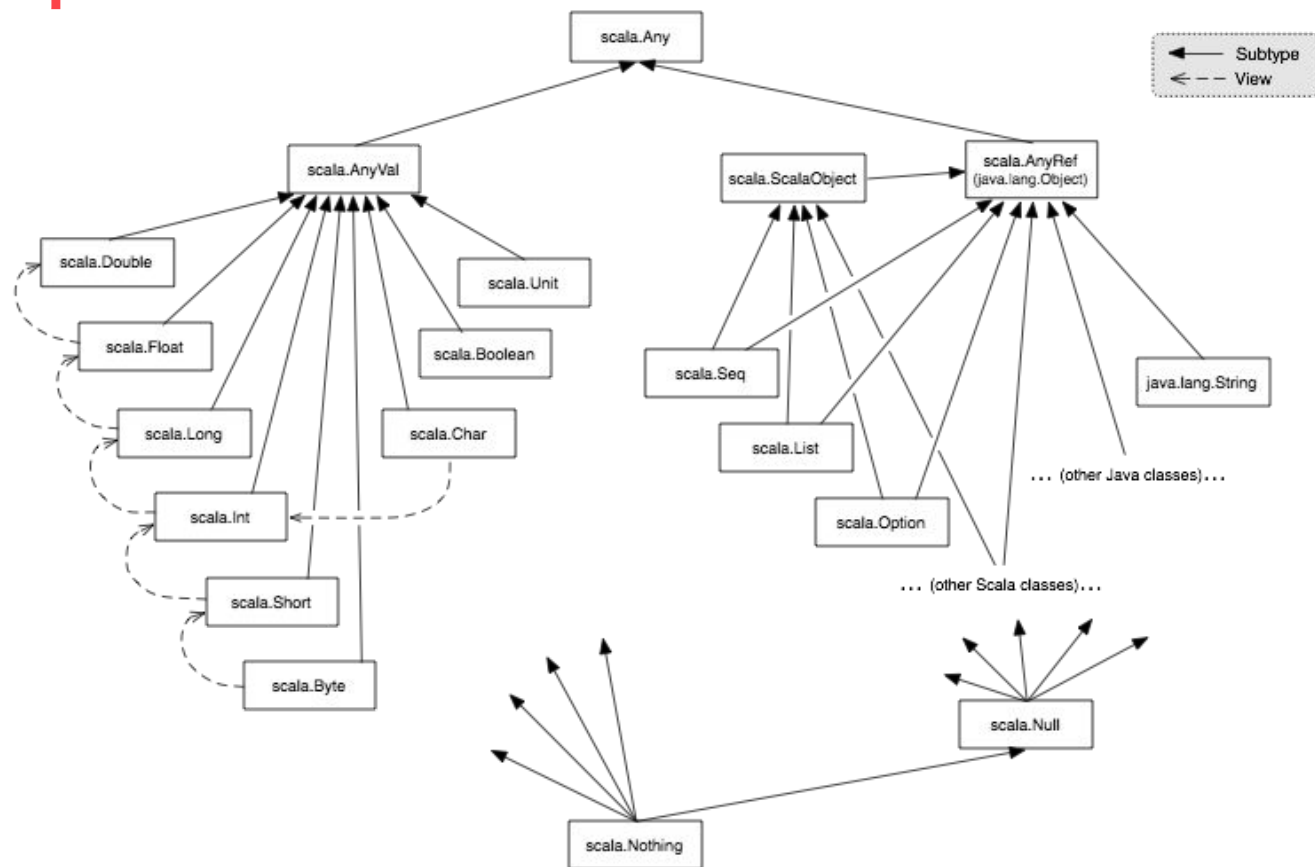 scala.Any
Subtype
View
scala.AnyVal
scala.ScalaObject
scala.AnyRef
(java.lang.Object)
scala.Double
scala.Unit
scala.Float
scala.Boolean
scala.Seq
java.lang.String
scala.Long
scala.Char
scala.List
... (other Java classes)...
scala.Int
scala.Option
... (other Scala classes)...
scala.Short
scala.Byte
scala.Null
scala.Nothing